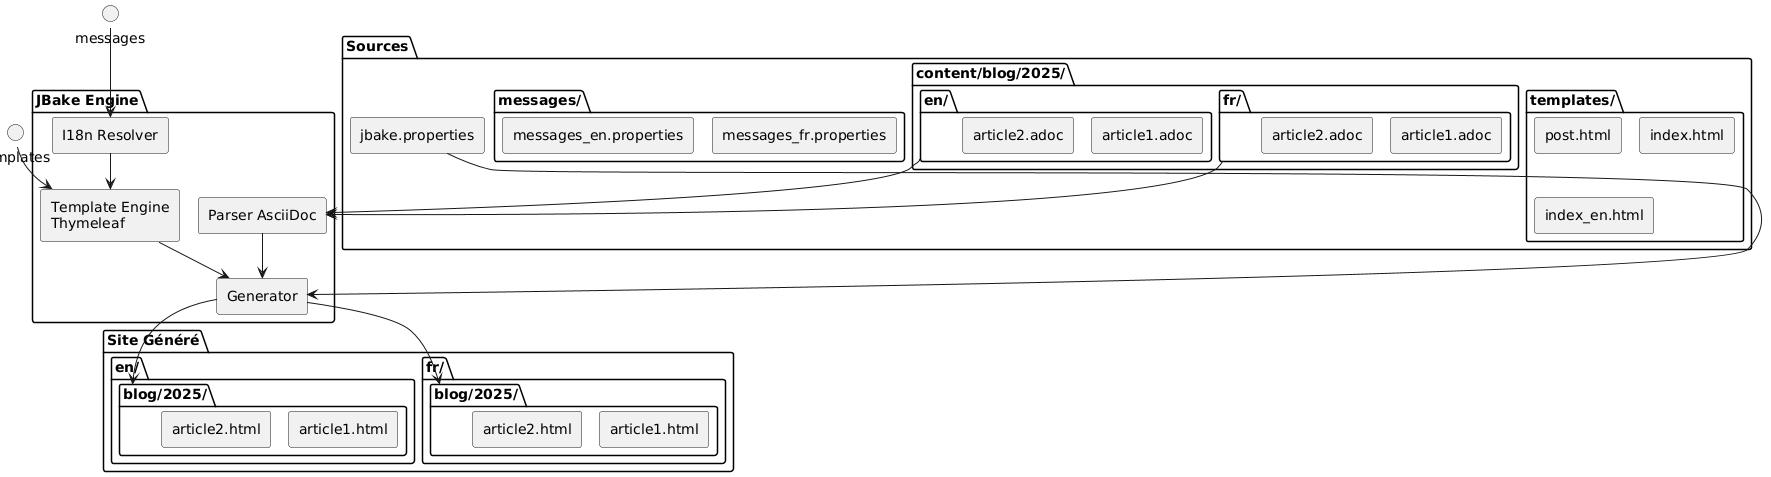 messages
Sources
content/blog/2025/
JBake Engine
messages/
en/
fr/
templates/
I18n Resolver
jbake.properties
messages_en.properties
messages_fr.properties
article2.adoc
article1.adoc
article2.adoc
article1.adoc
post.html
index.html
mplates
Template Engine
Thymeleaf
Parser AsciiDoc
index_en.html
Generator
Site Généré
en/
fr/
blog/2025/
blog/2025/
article2.html
article1.html
article2.html
article1.html